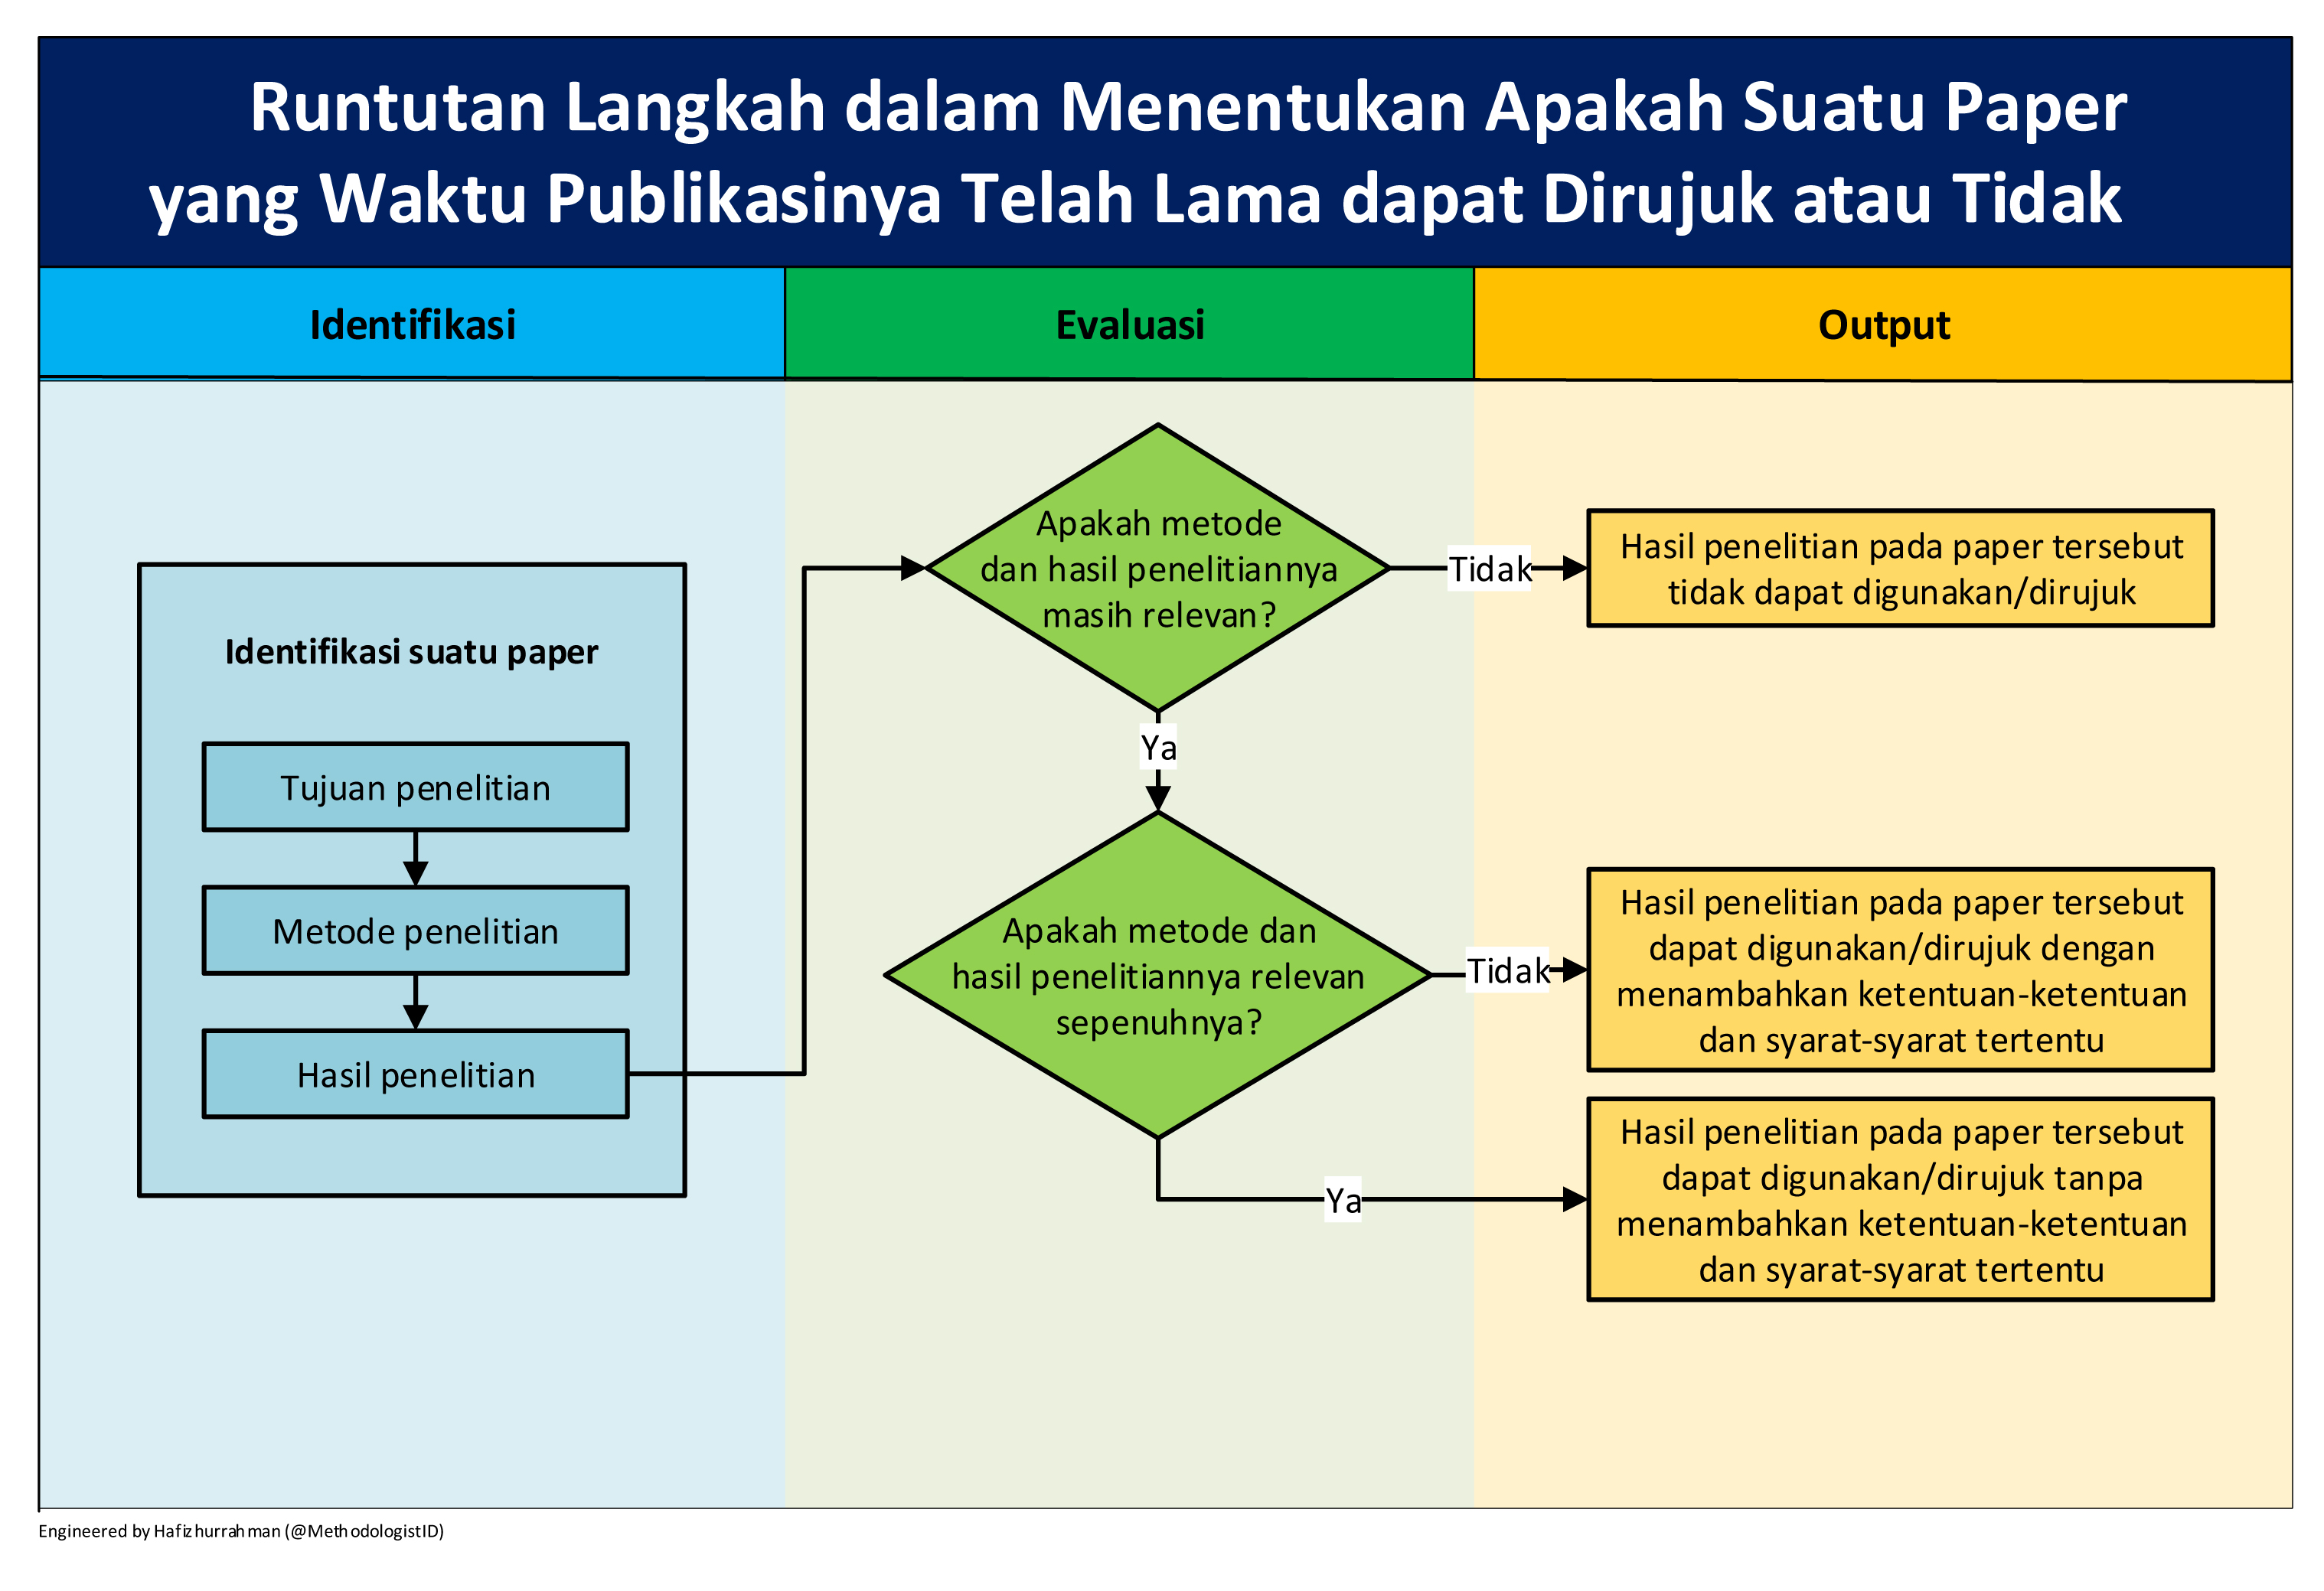 Runtutan Langkah dalam Menentukan Apakah Suatu Paper
yang Waktu Publikasinya Telah Lama dapat Dirujuk atau Tidak
Identifikasi
Evaluasi
Output
Identifikasi suatu paper
Tujuan penelitian
Metode penelitian
Hasil penelitian
Apakah metode
dan hasil penelitiannya
masih relevan?
Tidak
Ya
Apakah metode dan
hasil penelitiannya relevan
sepenuhnya?
Tidak
Ya
Hasil penelitian pada paper tersebut
tidak dapat digunakan/dirujuk
Hasil penelitian pada paper tersebut
dapat digunakan/dirujuk dengan
menambahkan ketentuan-ketentuan
dan syarat-syarat tertentu
Hasil penelitian pada paper tersebut
dapat digunakan/dirujuk tanpa
menambahkan ketentuan-ketentuan
dan syarat-syarat tertentu
Engineered by Hafizhurrahman (@MethodologistID)